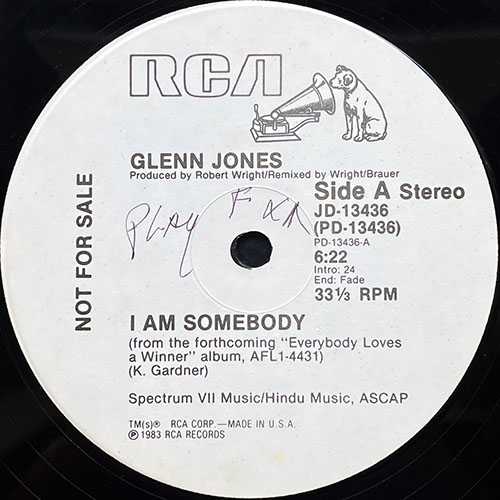 RCA
GLENN JONES
Produced by Robert Wright/Remixed by Wright/Brauer
Side A Stereo
JD-13436
(PD-13436)
PD-13436-A
6:22
Intro: 24
End: Fade
33⅓ RPM
NOT FOR SALE
PLAY
I AM SOMEBODY
(from the forthcoming "Everybody Loves
a Winner" album, AFL1-4431)
(K. Gardner)
Spectrum VII Music/Hindu Music, ASCAP
TM(s)® RCA CORP.—MADE IN U.S.A.
℗ 1983 RCA RECORDS